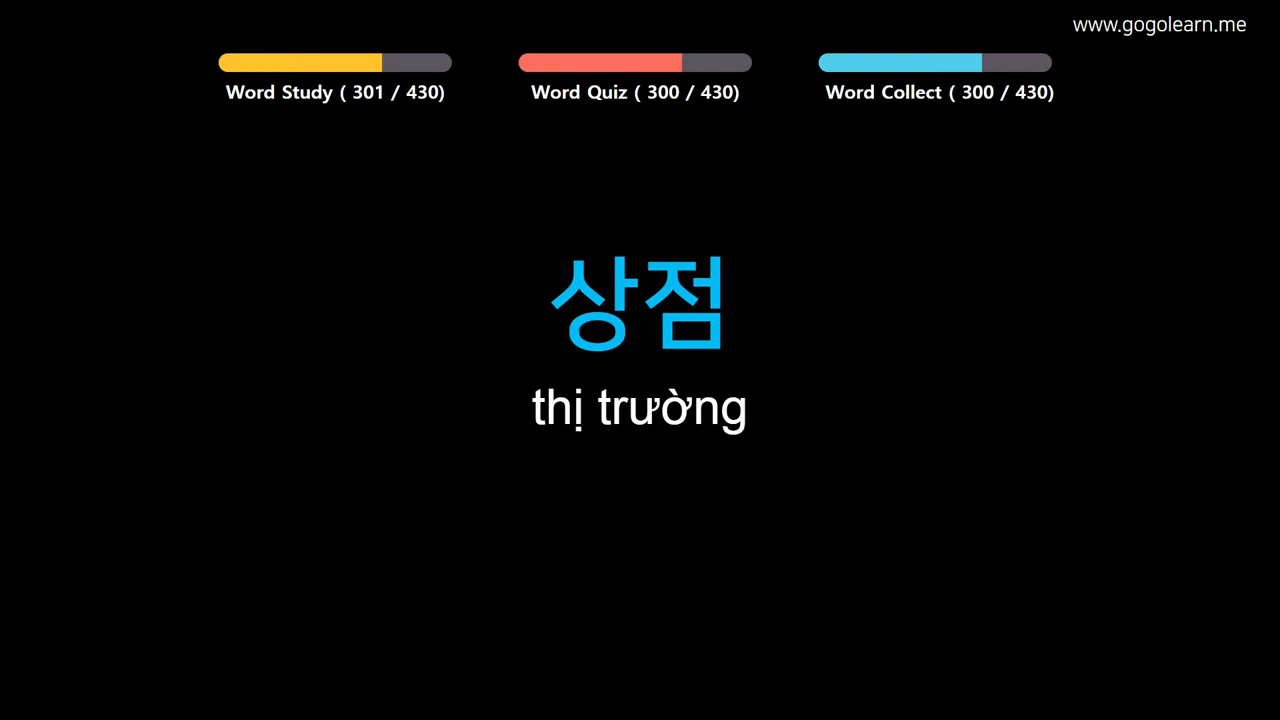 www.gogolearn.me
Word Study ( 301 / 430)
Word Quiz ( 300 / 430)
Word Collect ( 300 / 430)
상점
thị trường